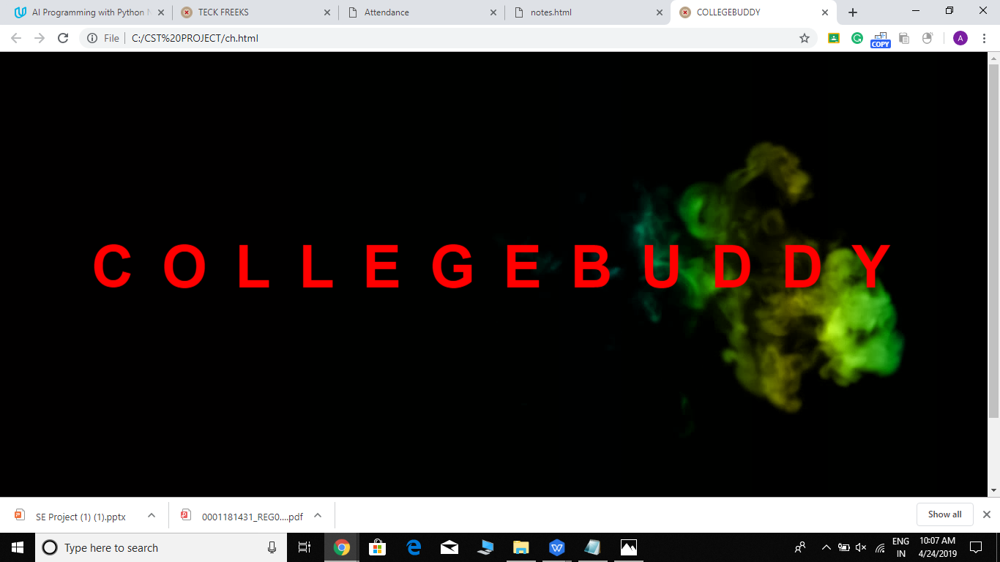 AI Programming with Python N
TECK FREEKS
Attendance
notes.html
COLLEGEBUDDY
File
C:/CST%20PROJECT/ch.html
COPY
A
C O L L E G E B U D D Y
SE Project (1) (1).pptx
0001181431_REG0....pdf
Show all
Type here to search
ENG
IN
10:07 AM
4/24/2019